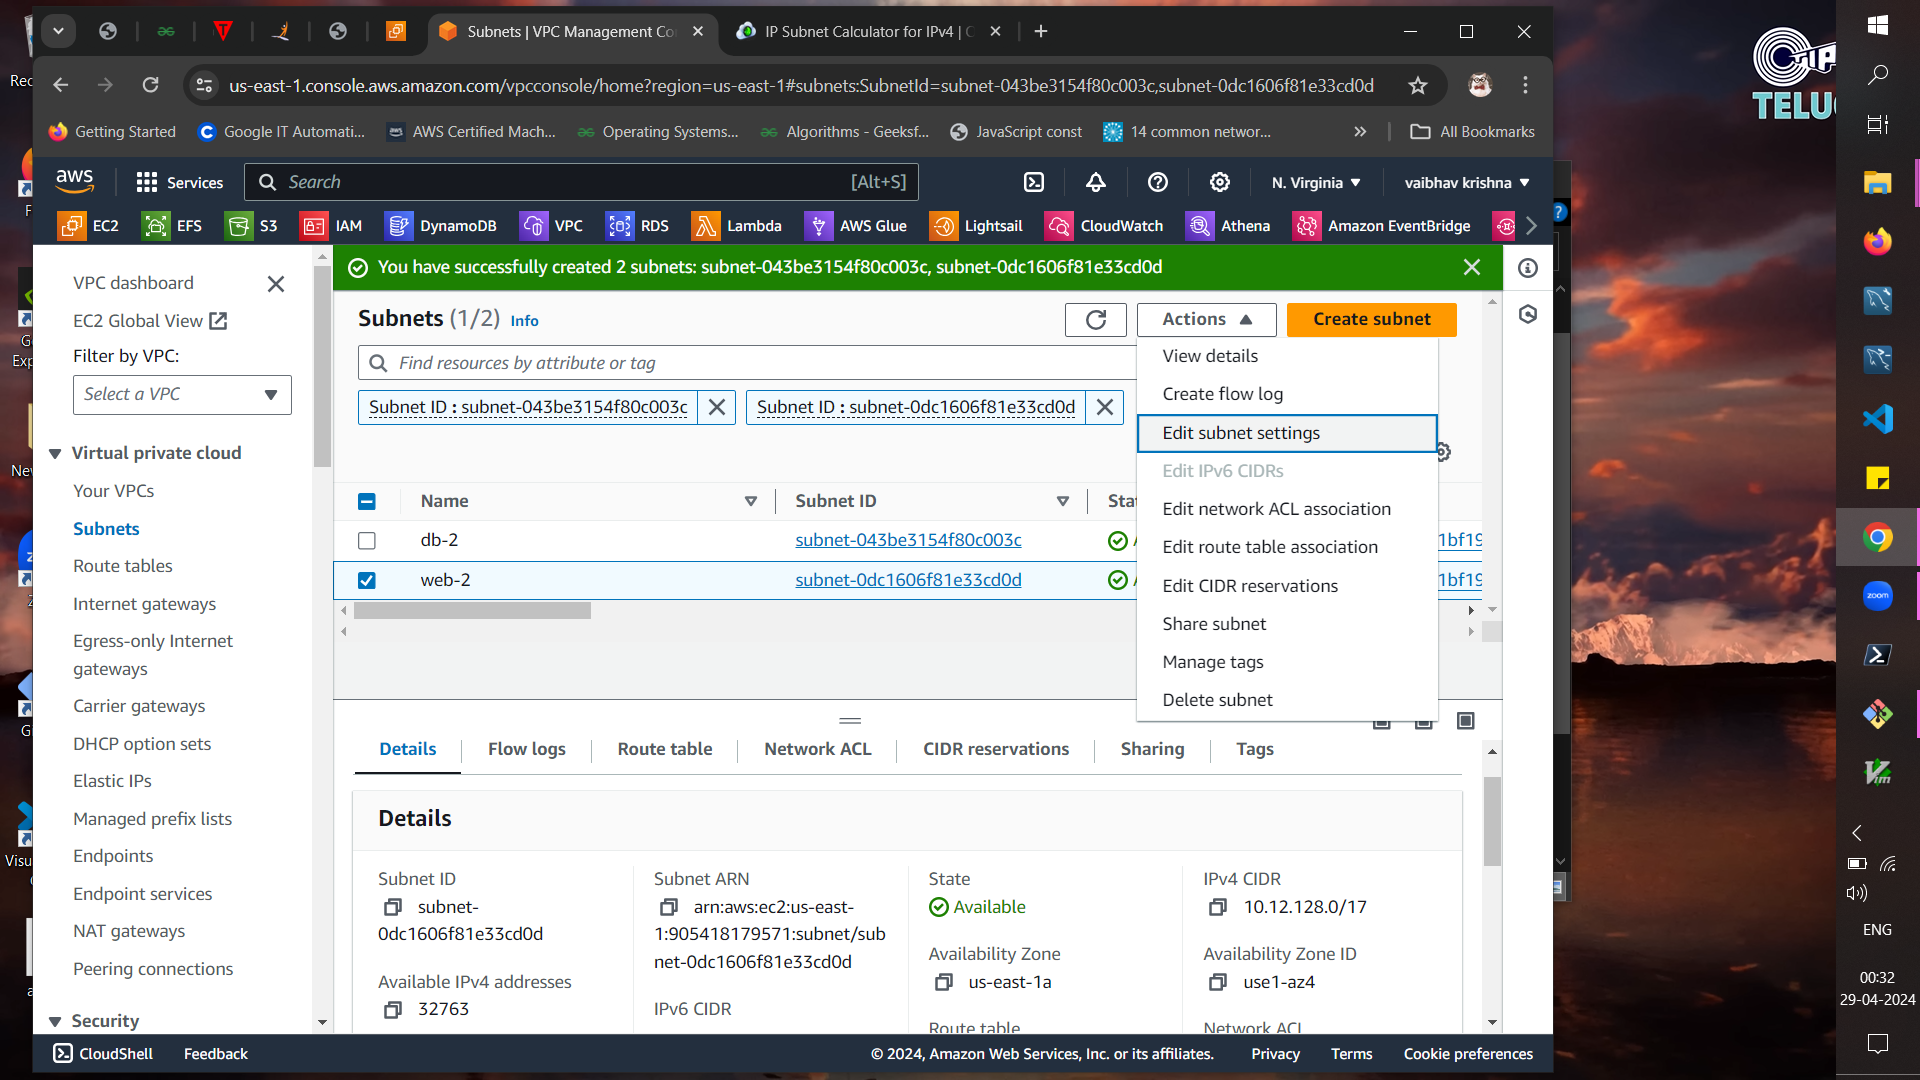 Subnets | VPC Management Co
IP Subnet Calculator for IPv4 | C
us-east-1.console.aws.amazon.com/vpcconsole/home?region=us-east-1#subnets:SubnetId=subnet-043be3154f80c003c,subnet-0dc1606f81e33cd0d
Getting Started
Google IT Automati...
AWS Certified Mach...
Operating Systems...
Algorithms - Geeksf...
JavaScript const
14 common networ...
All Bookmarks
aws
Services
Search
[Alt+S]
N. Virginia
vaibhav krishna
EC2
EFS
S3
IAM
DynamoDB
VPC
RDS
Lambda
AWS Glue
Lightsail
CloudWatch
Athena
Amazon EventBridge
VPC dashboard
EC2 Global View
Filter by VPC:
Select a VPC
Virtual private cloud
Your VPCs
Subnets
Route tables
Internet gateways
Egress-only Internet
gateways
Carrier gateways
DHCP option sets
Elastic IPs
Managed prefix lists
Endpoints
Endpoint services
NAT gateways
Peering connections
Security
You have successfully created 2 subnets: subnet-043be3154f80c003c, subnet-0dc1606f81e33cd0d
Subnets (1/2) Info
Actions
Create subnet
Find resources by attribute or tag
Subnet ID : subnet-043be3154f80c003c
Subnet ID : subnet-0dc1606f81e33cd0d
View details
Create flow log
Edit subnet settings
Edit IPv6 CIDRs
Edit network ACL association
Edit route table association
Edit CIDR reservations
Share subnet
Manage tags
Delete subnet
Name
Subnet ID
Stat
db-2
subnet-043be3154f80c003c
1bf19
web-2
subnet-0dc1606f81e33cd0d
1bf19
Details
Flow logs
Route table
Network ACL
CIDR reservations
Sharing
Tags
Details
Subnet ID
subnet-
0dc1606f81e33cd0d
Available IPv4 addresses
32763
Subnet ARN
arn:aws:ec2:us-east-
1:905418179571:subnet/sub
net-0dc1606f81e33cd0d
IPv6 CIDR
State
Available
Availability Zone
us-east-1a
Route table
IPv4 CIDR
10.12.128.0/17
Availability Zone ID
use1-az4
Network ACL
CloudShell
Feedback
© 2024, Amazon Web Services, Inc. or its affiliates.
Privacy
Terms
Cookie preferences
Rec
Exp
New
Visu
TELU
zoom
ENG
00:32
29-04-2024